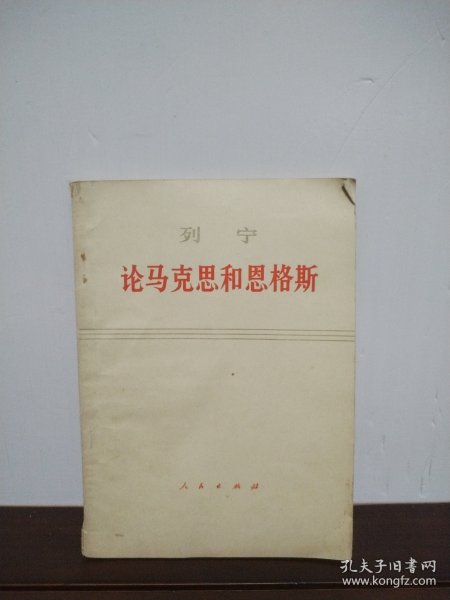 列 宁
论马克思和恩格斯
人民出版社
孔夫子旧书网
www.kongfz.com